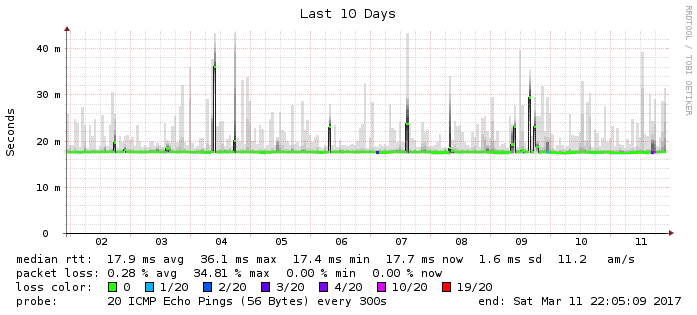 Last 10 Days
RRDTOOL / TOBI OETIKER
Seconds
40 m
30 m
20 m
10 m
0
02 03 04 05 06 07 08 09 10 11
median rtt: 17.9 ms avg 36.1 ms max 17.4 ms min 17.7 ms now 1.6 ms sd 11.2 am/s
packet loss: 0.28 % avg 34.81 % max 0.00 % min 0.00 % now
loss color: 0 1/20 2/20 3/20 4/20 10/20 19/20
probe: 20 ICMP Echo Pings (56 Bytes) every 300s end: Sat Mar 11 22:05:09 2017